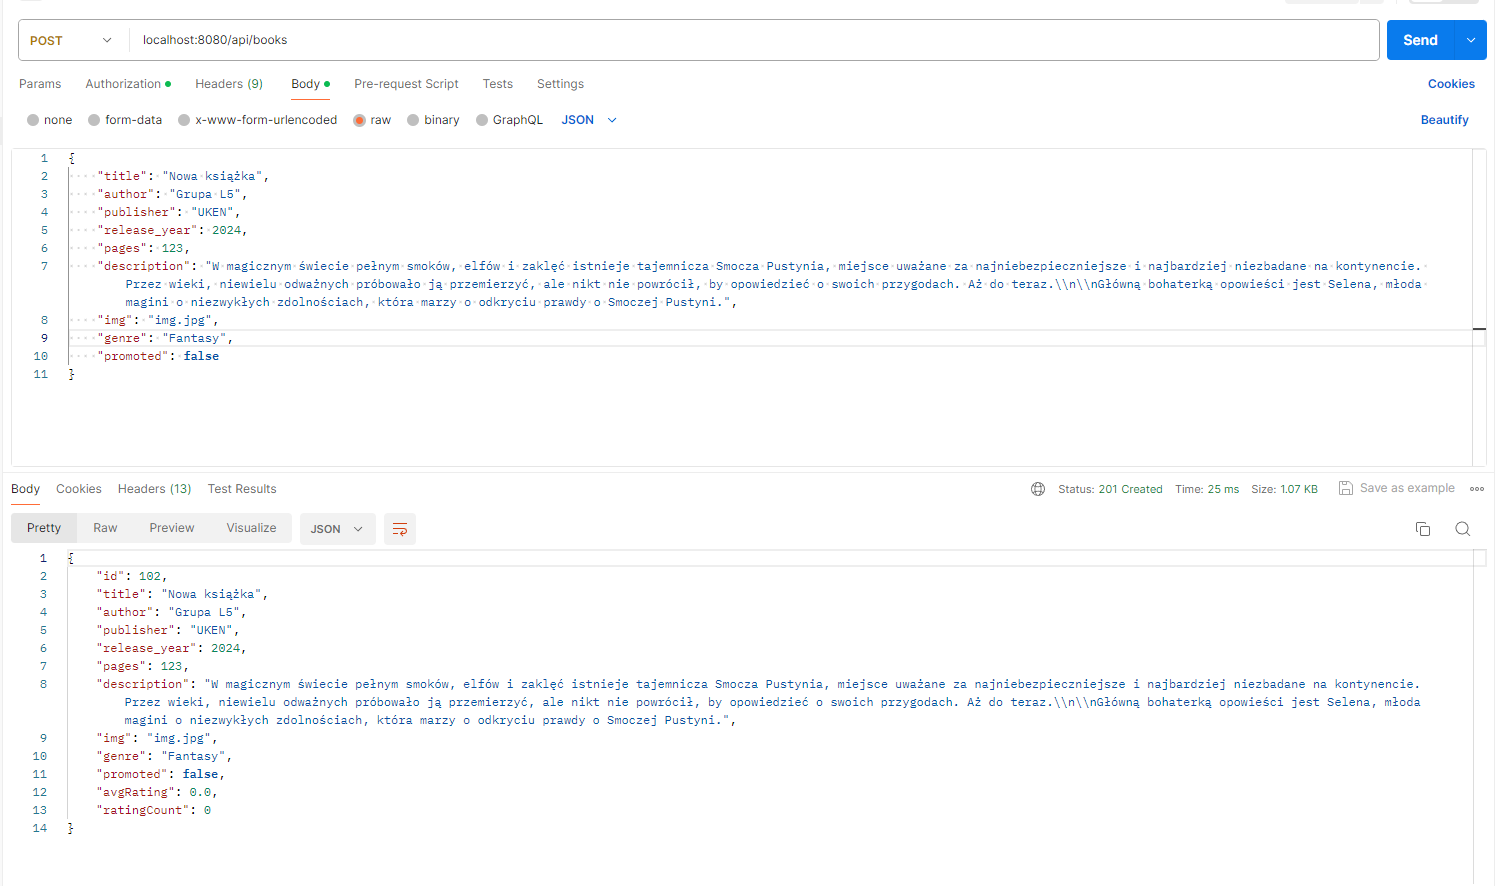 POST localhost:8080/api/books Send
Params Authorization Headers (9) Body Pre-request Script Tests Settings Cookies
none form-data x-www-form-urlencoded raw binary GraphQL JSON Beautify
1 {
2 "title": "Nowa książka",
3 "author": "Grupa L5",
4 "publisher": "UKEN",
5 "release_year": 2024,
6 "pages": 123,
7 "description": "W magicznym świecie pełnym smoków, elfów i zaklęć istnieje tajemnicza Smocza Pustynia, miejsce uważane za najniebezpieczniejsze i najbardziej niezbadane na kontynencie.
Przez wieki, niewielu odważnych próbowało ją przemierzyć, ale nikt nie powrócił, by opowiedzieć o swoich przygodach. Aż do teraz.\\n\\nGłówną bohaterką opowieści jest Selena, młoda
magini o niezwykłych zdolnościach, która marzy o odkryciu prawdy o Smoczej Pustyni.",
8 "img": "img.jpg",
9 "genre": "Fantasy",
10 "promoted": false
11 }
Body Cookies Headers (13) Test Results Status: 201 Created Time: 25 ms Size: 1.07 KB Save as example
Pretty Raw Preview Visualize JSON
1 {
2 "id": 102,
3 "title": "Nowa książka",
4 "author": "Grupa L5",
5 "publisher": "UKEN",
6 "release_year": 2024,
7 "pages": 123,
8 "description": "W magicznym świecie pełnym smoków, elfów i zaklęć istnieje tajemnicza Smocza Pustynia, miejsce uważane za najniebezpieczniejsze i najbardziej niezbadane na kontynencie.
Przez wieki, niewielu odważnych próbowało ją przemierzyć, ale nikt nie powrócił, by opowiedzieć o swoich przygodach. Aż do teraz.\\n\\nGłówną bohaterką opowieści jest Selena, młoda
magini o niezwykłych zdolnościach, która marzy o odkryciu prawdy o Smoczej Pustyni.",
9 "img": "img.jpg",
10 "genre": "Fantasy",
11 "promoted": false,
12 "avgRating": 0.0,
13 "ratingCount": 0
14 }